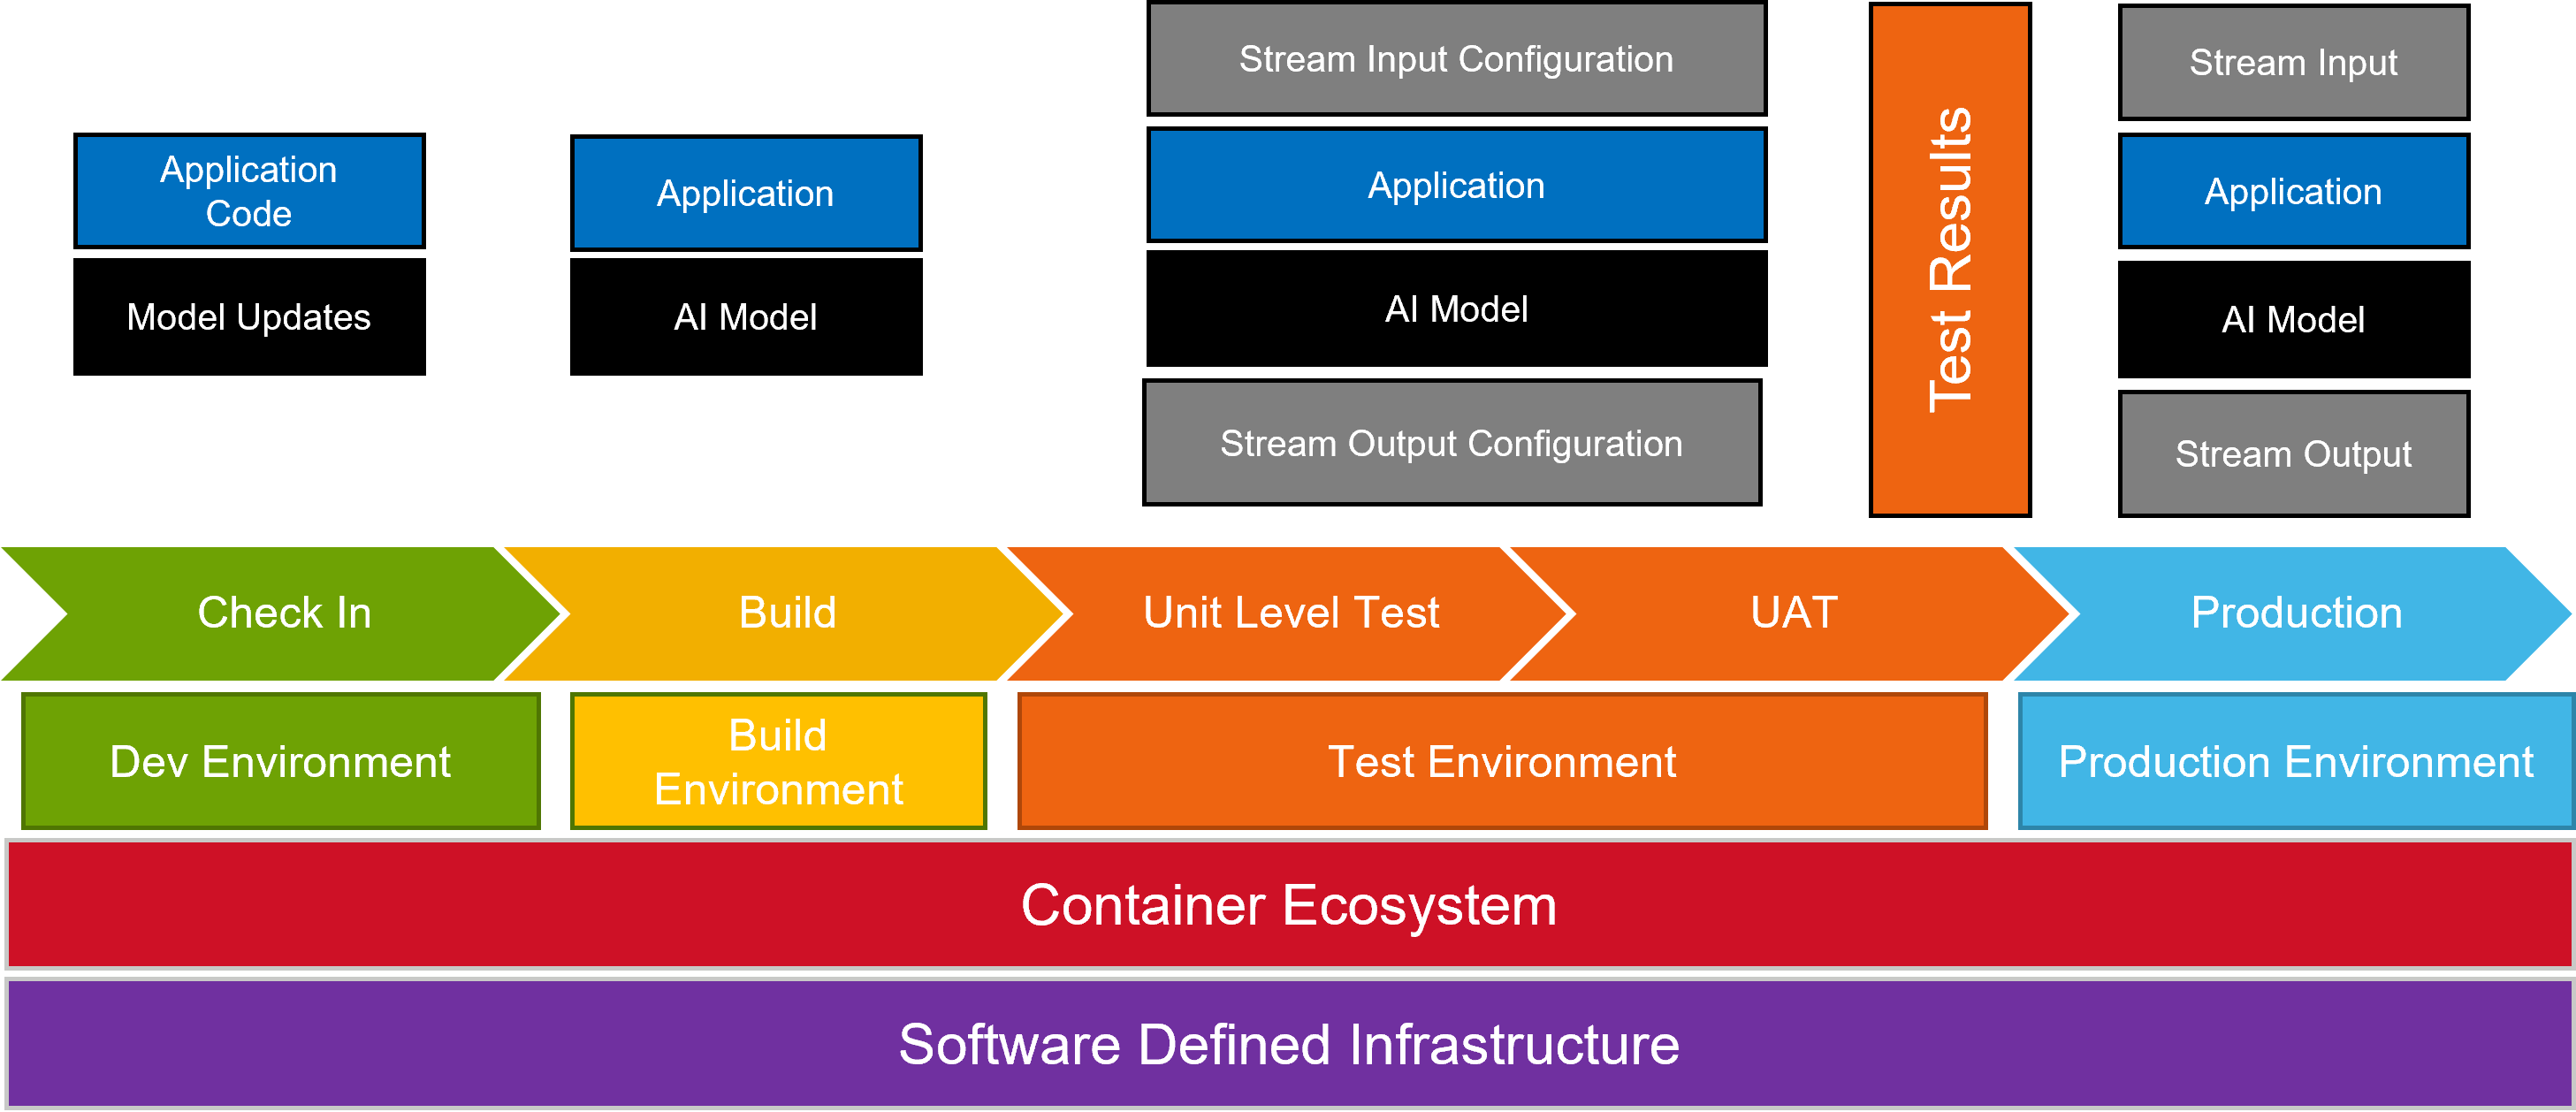 Application
Code
Model Updates
Application
AI Model
Stream Input Configuration
Application
AI Model
Stream Output Configuration
Test Results
Stream Input
Application
AI Model
Stream Output
Check In
Build
Unit Level Test
UAT
Production
Dev Environment
Build
Environment
Test Environment
Production Environment
Container Ecosystem
Software Defined Infrastructure